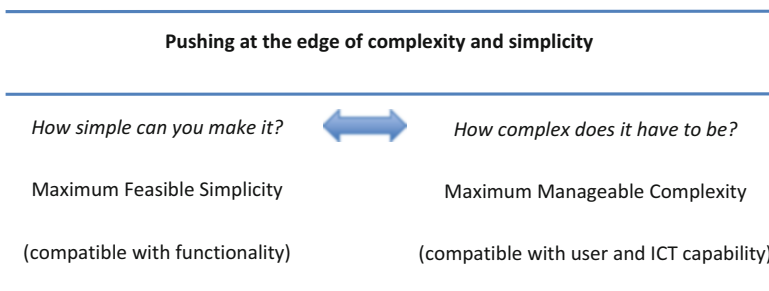 Pushing at the edge of complexity and simplicity
How simple can you make it?
How complex does it have to be?
Maximum Feasible Simplicity
Maximum Manageable Complexity
(compatible with functionality)
(compatible with user and ICT capability)